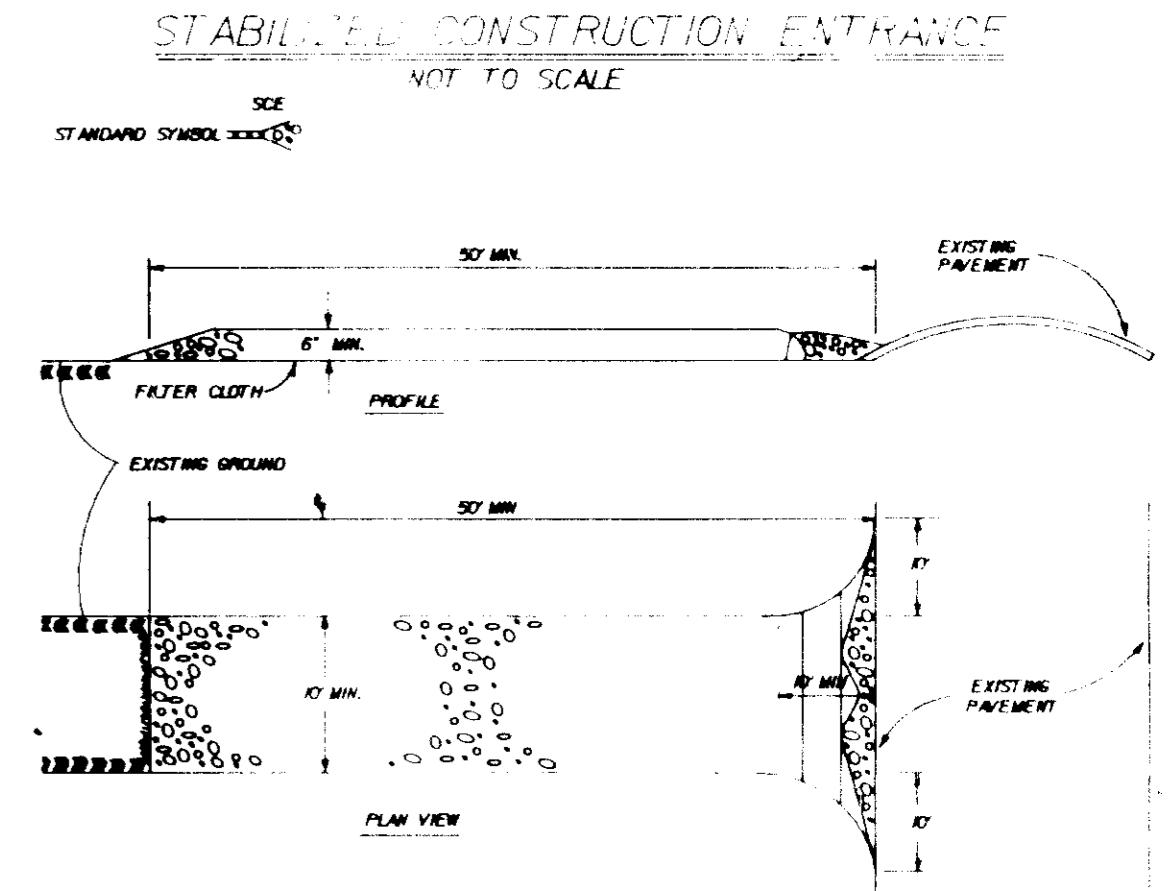 STABILIZED CONSTRUCTION ENTRANCE
NOT TO SCALE
SCE
STANDARD SYMBOL
50' MAX.
EXISTING
PAVEMENT
6" MIN.
FILTER CLOTH
PROFILE
EXISTING GROUND
50' MIN
10'
10' MIN.
10' MIN
EXISTING
PAVEMENT
10'
PLAN VIEW